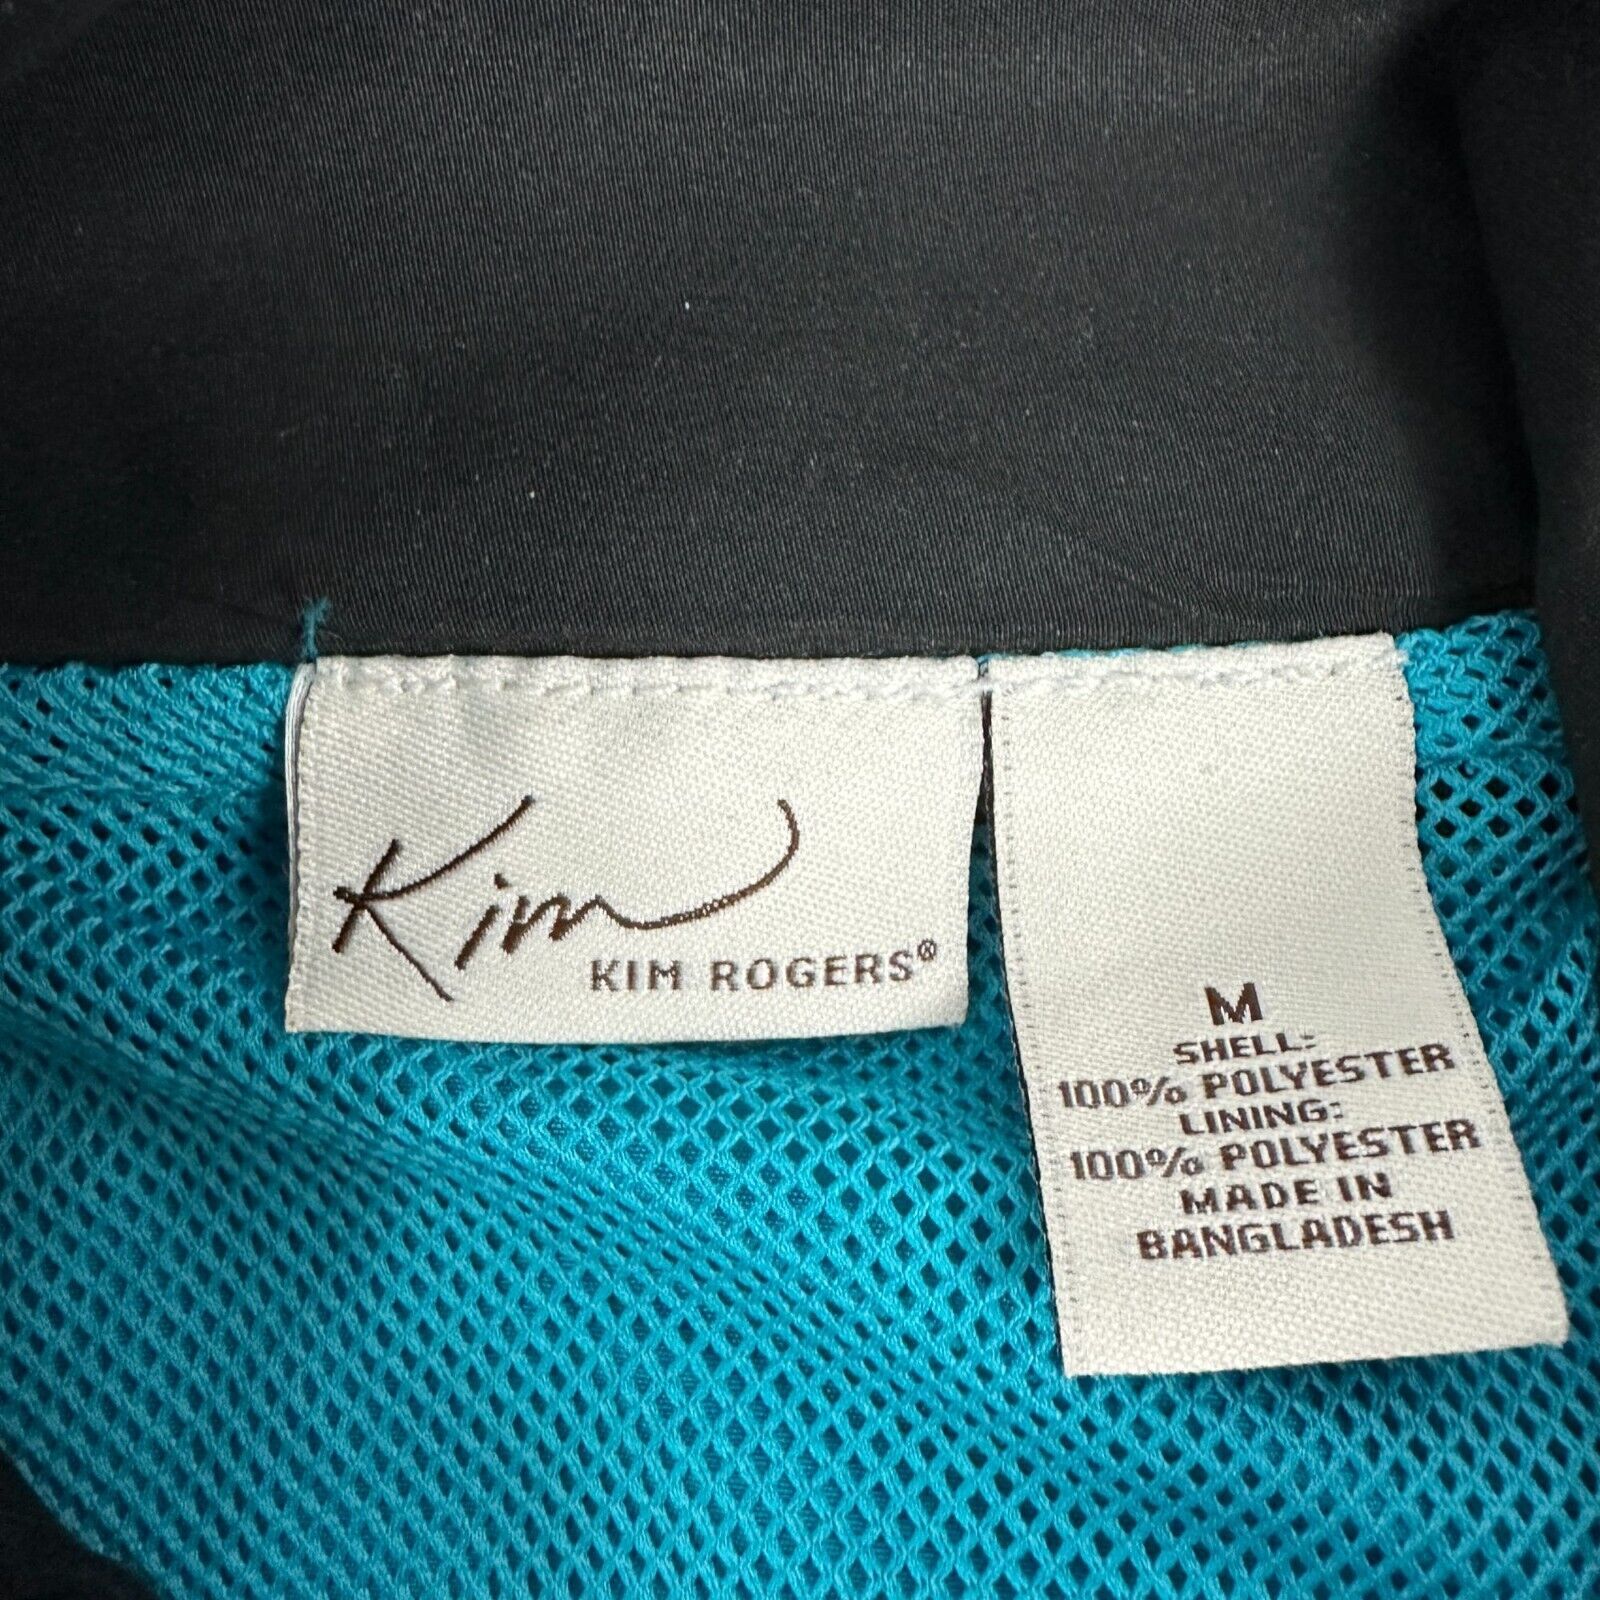 Kim
KIM ROGERS®
M
SHELL:
100% POLYESTER
LINING:
100% POLYESTER
MADE IN
BANGLADESH